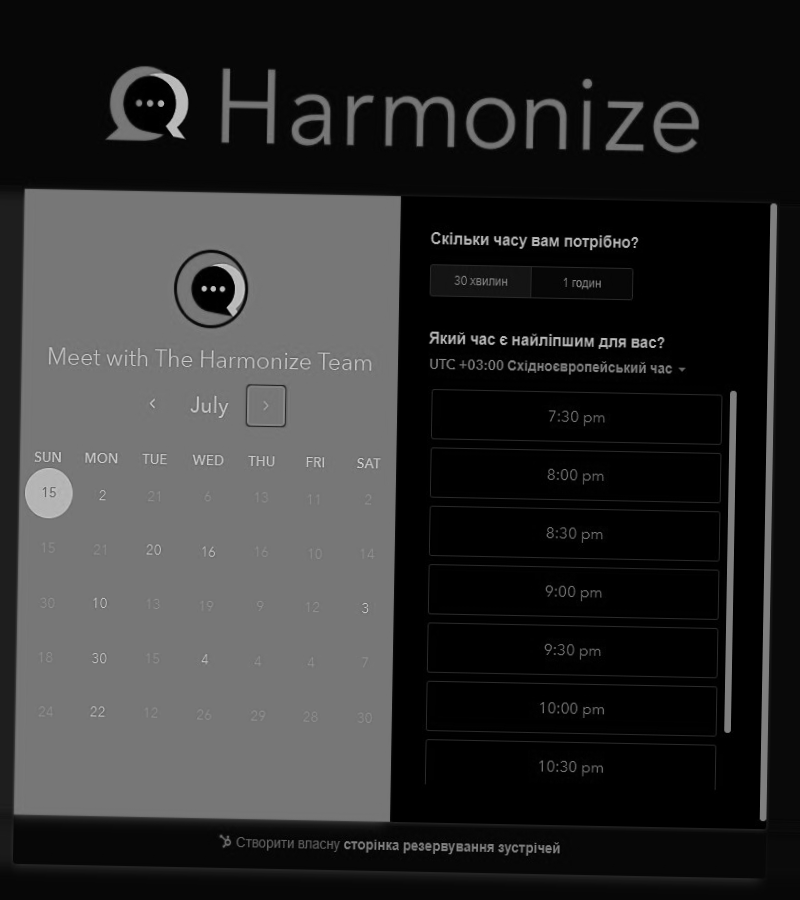 Harmonize
Meet with The Harmonize Team
July
SUN MON TUE WED THU FRI SAT
15 2 21 6 13 11 2
15 21 20 16 16 10 14
30 10 13 19 9 12 3
18 30 15 4 4 4 7
24 22 12 26 29 28 30
Скільки часу вам потрібно?
30 хвилин 1 годин
Який час є найліпшим для вас?
UTC +03:00 Східноєвропейський час
7:30 pm
8:00 pm
8:30 pm
9:00 pm
9:30 pm
10:00 pm
10:30 pm
Створити власну сторінка резервування зустрічей